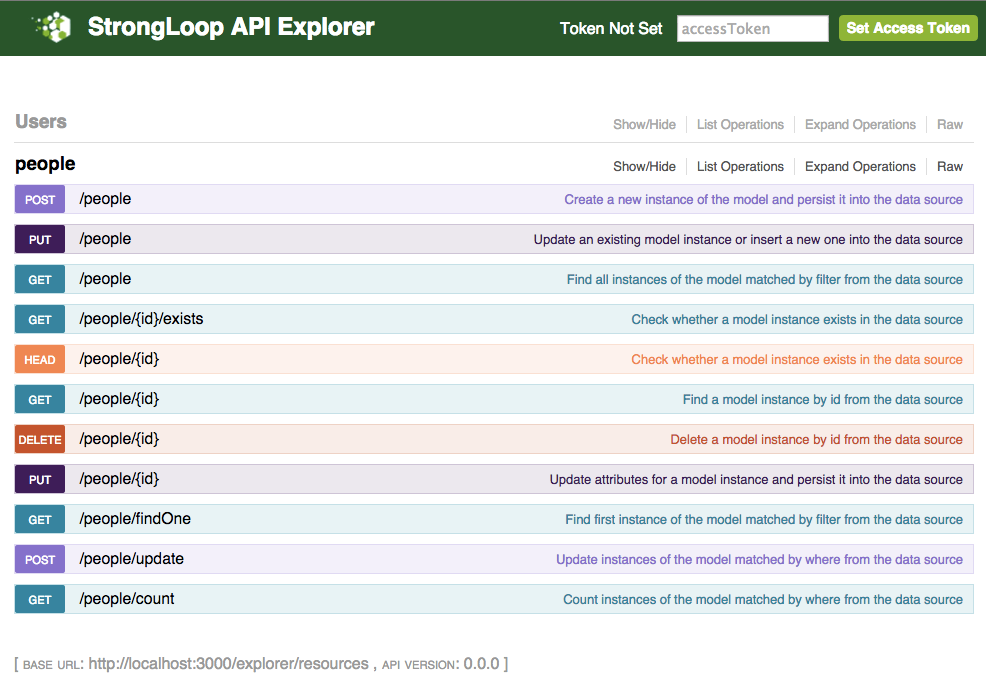 StrongLoop API Explorer Token Not Set accessToken Set Access Token
Users Show/Hide List Operations Expand Operations Raw
people Show/Hide List Operations Expand Operations Raw
POST /people Create a new instance of the model and persist it into the data source
PUT /people Update an existing model instance or insert a new one into the data source
GET /people Find all instances of the model matched by filter from the data source
GET /people/{id}/exists Check whether a model instance exists in the data source
HEAD /people/{id} Check whether a model instance exists in the data source
GET /people/{id} Find a model instance by id from the data source
DELETE /people/{id} Delete a model instance by id from the data source
PUT /people/{id} Update attributes for a model instance and persist it into the data source
GET /people/findOne Find first instance of the model matched by filter from the data source
POST /people/update Update instances of the model matched by where from the data source
GET /people/count Count instances of the model matched by where from the data source
[ BASE URL: http://localhost:3000/explorer/resources , API VERSION: 0.0.0 ]